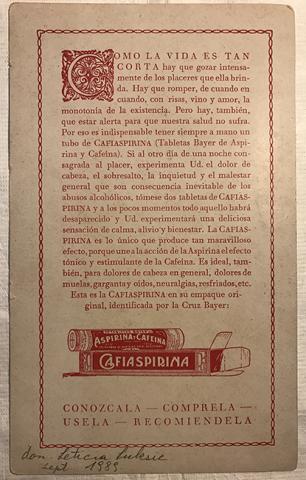 COMO LA VIDA ES TAN
CORTA hay que gozar intensa-
mente de los placeres que ella brin-
da. Hay que romper, de cuando
en cuando, con risas, vino y amor, la
monotonía de la existencia. Pero hay, también,
que estar alerta para que nuestra salud no sufra.
Por eso es indispensable tener siempre a mano un
tubo de CAFIASPIRINA (Tabletas Bayer de Aspi-
rina y Cafeína). Si al otro día de una noche con-
sagrada al placer, experimenta Ud. el dolor de
cabeza, el sobresalto, la inquietud y el malestar
general que son consecuencia inevitable de los
abusos alcohólicos, tómese dos tabletas de CAFIAS-
PIRINA y a los pocos momentos todo aquello habrá
desaparecido y Ud. experimentará una deliciosa
sensación de calma, alivio y bienestar. La CAFIAS-
PIRINA es lo único que produce tan maravilloso
efecto, porque une a la acción de la Aspirina el efecto
tónico y estimulante de la Cafeína. Es ideal, tam-
bién, para dolores de cabeza en general, dolores de
muelas, garganta y oídos, neuralgias, resfriados, etc.
Esta es la CAFIASPIRINA en su empaque ori-
ginal, identificada por la Cruz Bayer:
ASPIRINA-CAFEINA
CAFIASPIRINA
CONOZCALA — COMPRELA —
USELA — RECOMIENDELA
don. Leticia
sept 1989